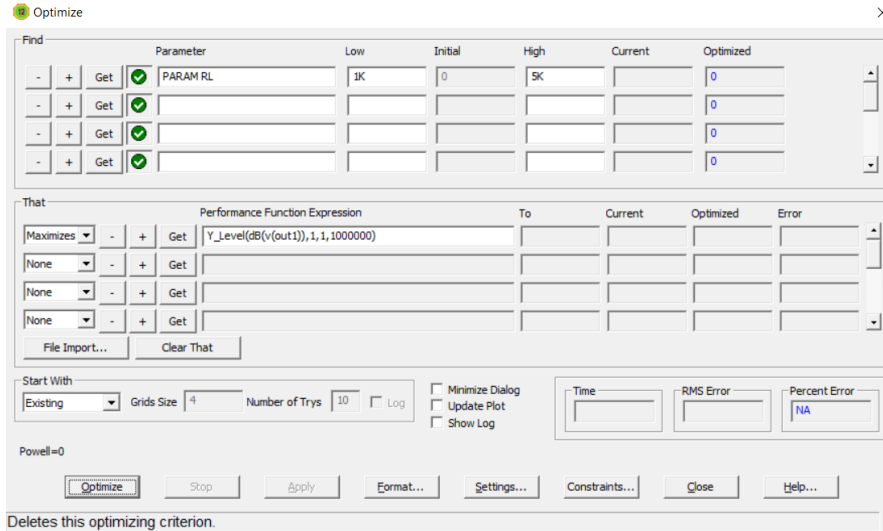 12 Optimize
Find
Parameter Low Initial High Current Optimized
- + Get PARAM RL 1K 0 5K 0
- + Get 0
- + Get 0
- + Get 0
That
Performance Function Expression To Current Optimized Error
Maximizes - + Get Y_Level(dB(v(out1)),1,1,1000000)
None - + Get
None - + Get
None - + Get
File Import... Clear That
Start With
Existing Grids Size 4 Number of Trys 10 Log
Minimize Dialog
Update Plot
Show Log
Time RMS Error Percent Error
NA
Powell=0
Optimize Stop Apply Format... Settings... Constraints... Close Help...
Deletes this optimizing criterion.